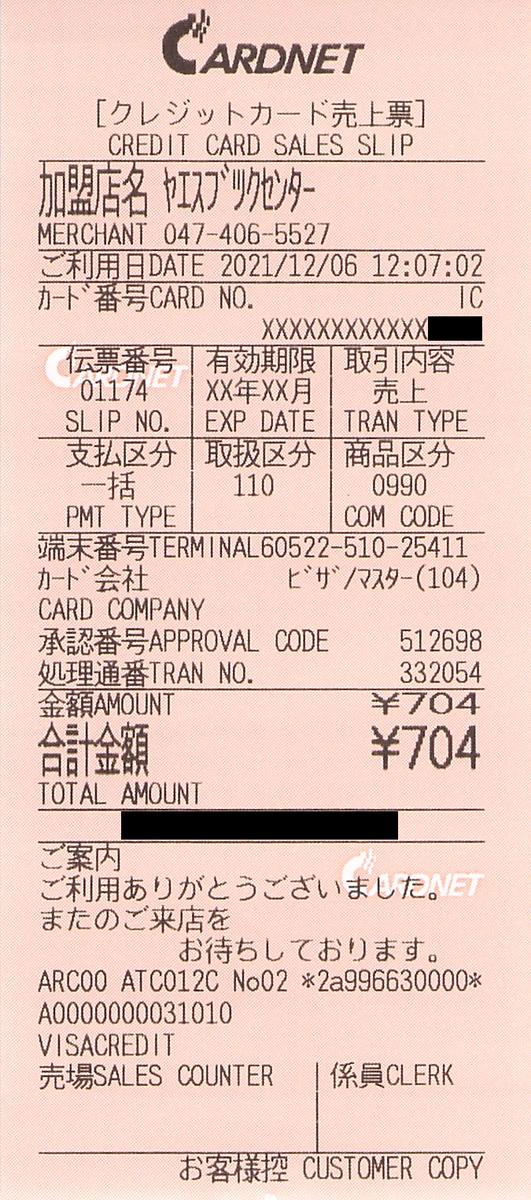 CARDNET
[クレジットカード売上票]
CREDIT CARD SALES SLIP
加盟店名 ヤエスブックセンター
MERCHANT 047-406-5527
ご利用日DATE 2021/12/06 12:07:02
カード番号CARD NO. IC
XXXXXXXXXXXX
伝票番号 有効期限 取引内容
01174 XX年XX月 売上
SLIP NO. EXP DATE TRAN TYPE
支払区分 取扱区分 商品区分
一括 110 0990
PMT TYPE COM CODE
端末番号TERMINAL60522-510-25411
カード会社 ビザ/マスター(104)
CARD COMPANY
承認番号APPROVAL CODE 512698
処理通番TRAN NO. 332054
金額AMOUNT ¥704
合計金額 ¥704
TOTAL AMOUNT
ご案内
CARDNET
ご利用ありがとうございました。
またのご来店を
お待ちしております。
ARC00 ATC012C No02 *2a996630000*
A0000000031010
VISACREDIT
売場SALES COUNTER 係員CLERK
お客様控 CUSTOMER COPY